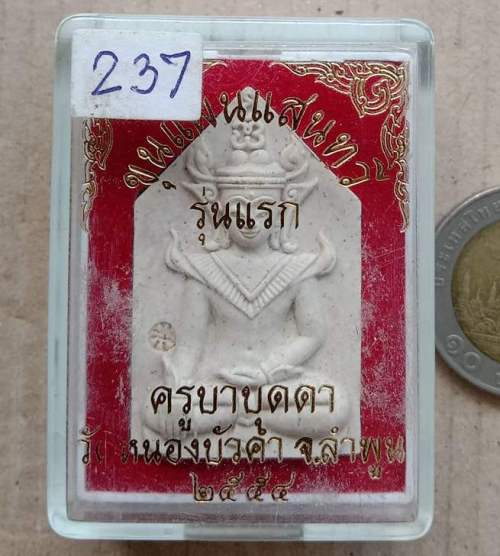 237
ขุนแผนแสนทวี
รุ่นแรก
ครูบาบุดดา
วัดหนองบัวคำ จ.ลำพูน
๒๕๕๔